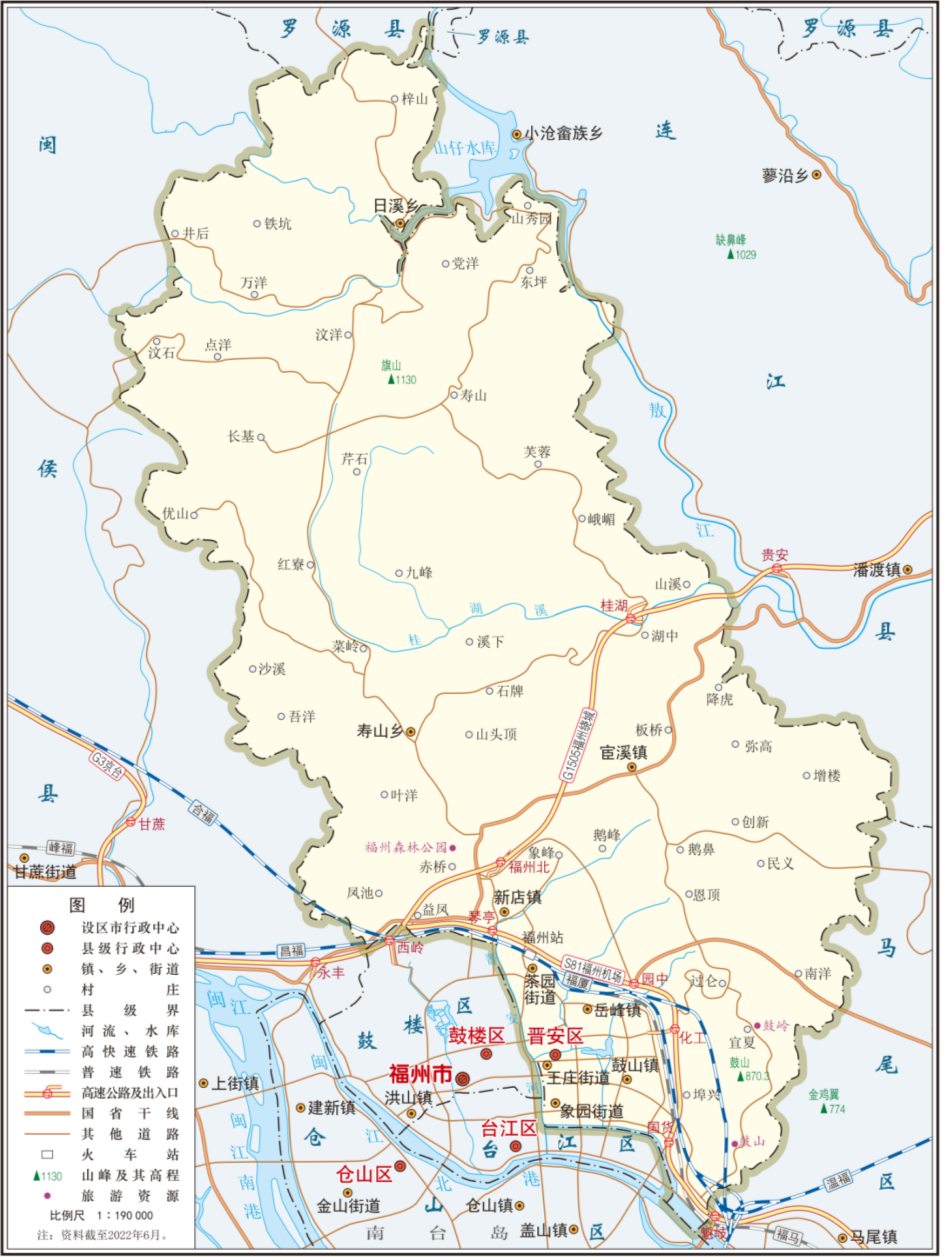 罗源县
罗源县
罗源县
梓山
闽
连
小沧畲族乡
山仔水库
蓼沿乡
日溪乡
山秀园
铁坑
井后
缺鼻峰
1029
党洋
东坪
万洋
汶洋
汶石
点洋
旗山
1130
江
寿山
敖
长基
芹石
芙蓉
侯
优山
峨嵋
江
贵安
潘渡镇
红寮
九峰
山溪
桂湖
湖
溪
桂
湖中
县
菜岭
溪下
沙溪
石牌
降虎
吾洋
寿山乡
山头顶
板桥
宦溪镇
弥高
G1505福州绕城
G3京台
增楼
县
叶洋
合福
甘蔗
创新
鹅峰
福州森林公园
象峰
鹅鼻
民义
峰福
赤桥
福州北
甘蔗街道
凤池
恩顶
新店镇
益凤
琴亭
福州站
西岭
昌福
永丰
马
S81福州机场
福厦
园中
过仑
南洋
茶园
街道
岳峰镇
闽
江
鼓
楼
区
鼓楼区
晋安区
化工
鼓岭
宜夏
鼓山
870.3
尾
福州市
王庄街道
鼓山镇
上街镇
洪山镇
象园街道
埠兴
金鸡翼
774
建新镇
闽
江
仓
台江区
台
江
区
国货
鼓山
闽
江
南
港
江
北
港
仓山区
金山街道
山
仓山镇
温福
区
南台岛
盖山镇
区
魁岐
福马
马尾镇
图例
设区市行政中心
县级行政中心
镇、乡、街道
村庄
县级界
河流、水库
高快速铁路
普速铁路
高速公路及出入口
国省干线
其他道路
火车站
1130 山峰及其高程
旅游资源
比例尺 1：190 000
注：资料截至2022年6月。